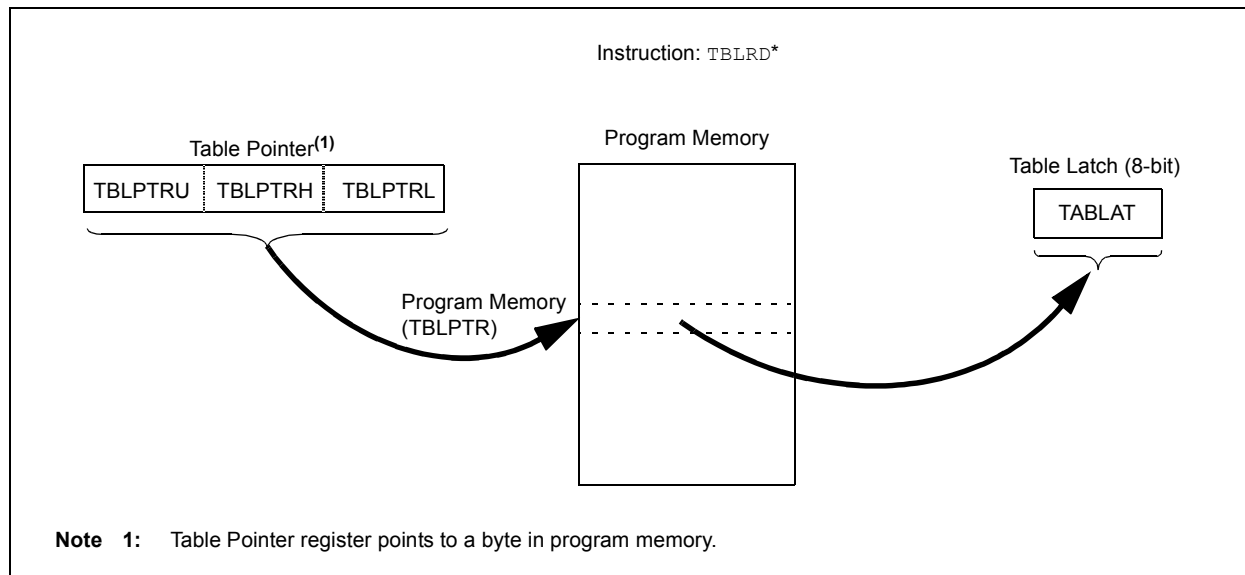 Instruction: TBLRD*
Table Pointer(1)
TBLPTRU TBLPTRH TBLPTRL
Program Memory
(TBLPTR)
Program Memory
Table Latch (8-bit)
TABLAT
Note 1: Table Pointer register points to a byte in program memory.